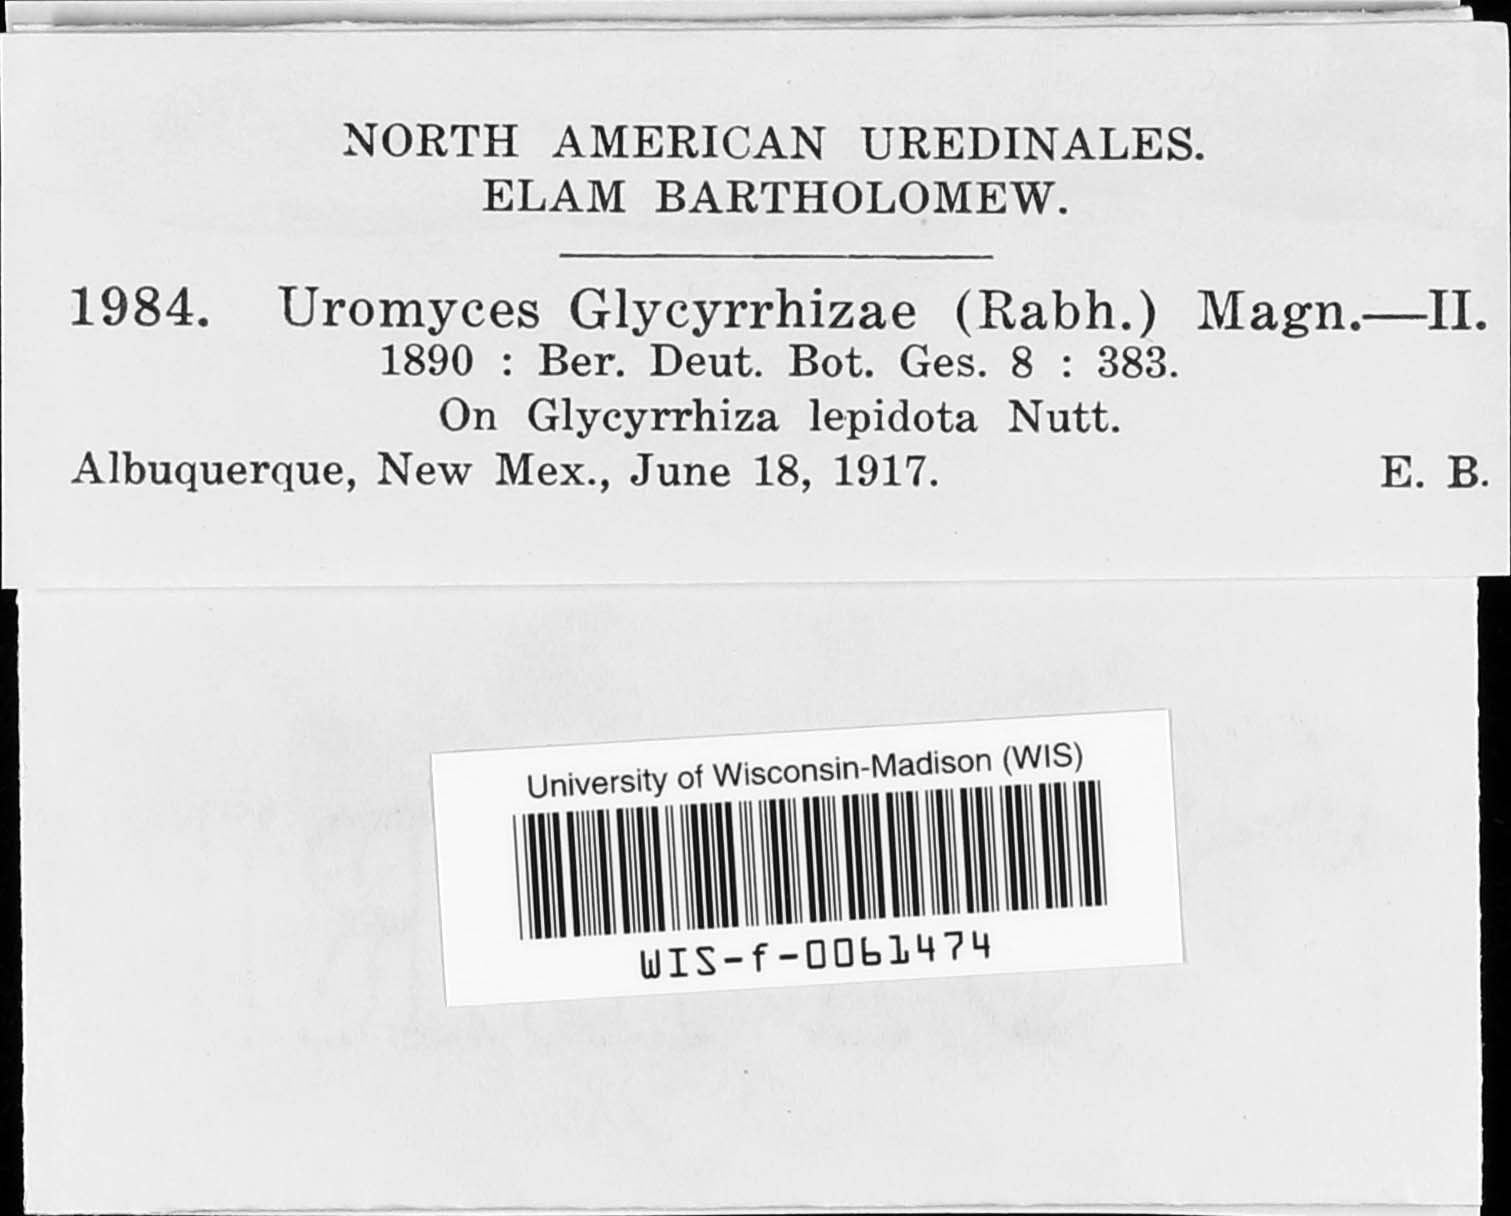 NORTH AMERICAN UREDINALES.
ELAM BARTHOLOMEW.
1984. Uromyces Glycyrrhizae (Rabh.) Magn.—II.
1890 : Ber. Deut. Bot. Ges. 8 : 383.
On Glycyrrhiza lepidota Nutt.
Albuquerque, New Mex., June 18, 1917. E. B.
University of Wisconsin-Madison (WIS)
WIS-f-0061474